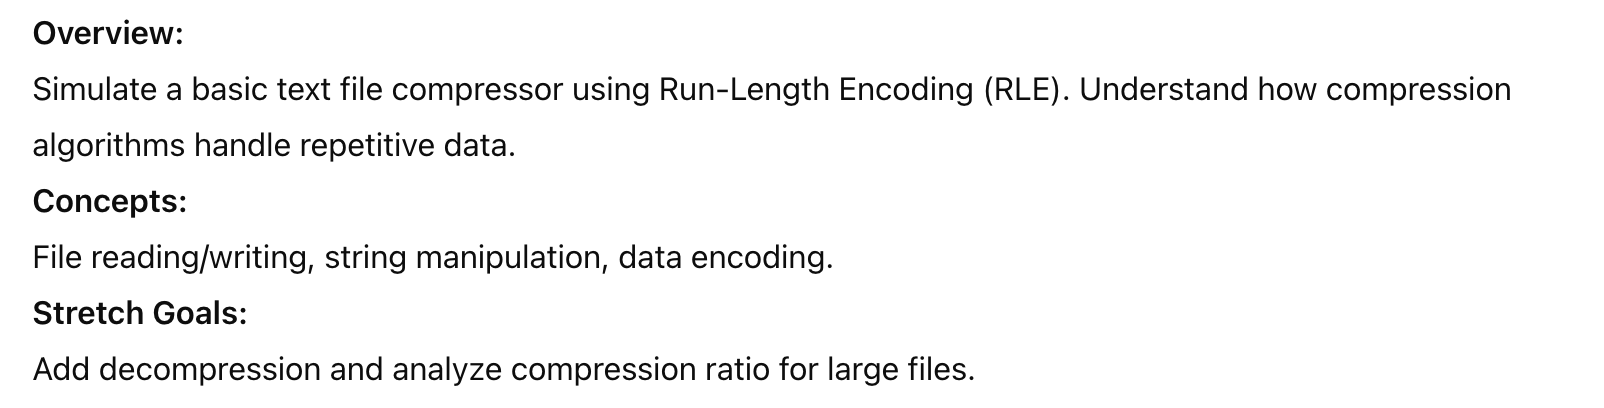 Overview:
Simulate a basic text file compressor using Run-Length Encoding (RLE). Understand how compression
algorithms handle repetitive data.
Concepts:
File reading/writing, string manipulation, data encoding.
Stretch Goals:
Add decompression and analyze compression ratio for large files.